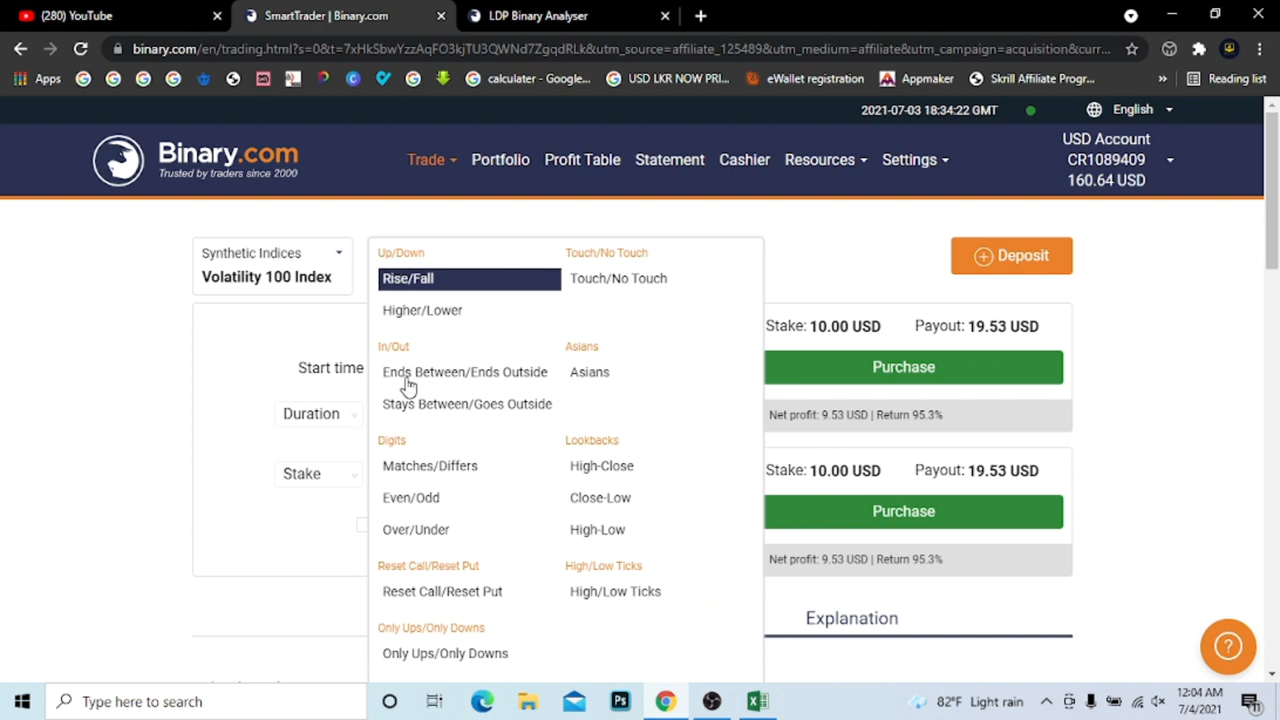 (280) YouTube
SmartTrader | Binary.com
LDP Binary Analyser
binary.com/en/trading.html?s=0&t=7xHkSbwYzzAqFO3kjTU3QWNd7ZgqdRLk&utm_source=affiliate_125489&utm_medium=affiliate&utm_campaign=acquisition&curr...
Apps
calculater - Google...
USD LKR NOW PRI...
eWallet registration
Appmaker
Skrill Affiliate Progr...
»
Reading list
2021-07-03 18:34:22 GMT
English
Binary.com
Trusted by traders since 2000
Trade
Portfolio
Profit Table
Statement
Cashier
Resources
Settings
USD Account
CR1089409
160.64 USD
Synthetic Indices
Volatility 100 Index
Up/Down
Rise/Fall
Higher/Lower
In/Out
Ends Between/Ends Outside
Stays Between/Goes Outside
Digits
Matches/Differs
Even/Odd
Over/Under
Reset Call/Reset Put
Reset Call/Reset Put
Only Ups/Only Downs
Only Ups/Only Downs
Touch/No Touch
Touch/No Touch
Asians
Asians
Lookbacks
High-Close
Close-Low
High-Low
High/Low Ticks
High/Low Ticks
Deposit
Start time
Duration
Stake
Stake: 10.00 USD Payout: 19.53 USD
Purchase
Net profit: 9.53 USD | Return 95.3%
Stake: 10.00 USD Payout: 19.53 USD
Purchase
Net profit: 9.53 USD | Return 95.3%
Explanation
Type here to search
Ps
82°F Light rain
12:04 AM
7/4/2021